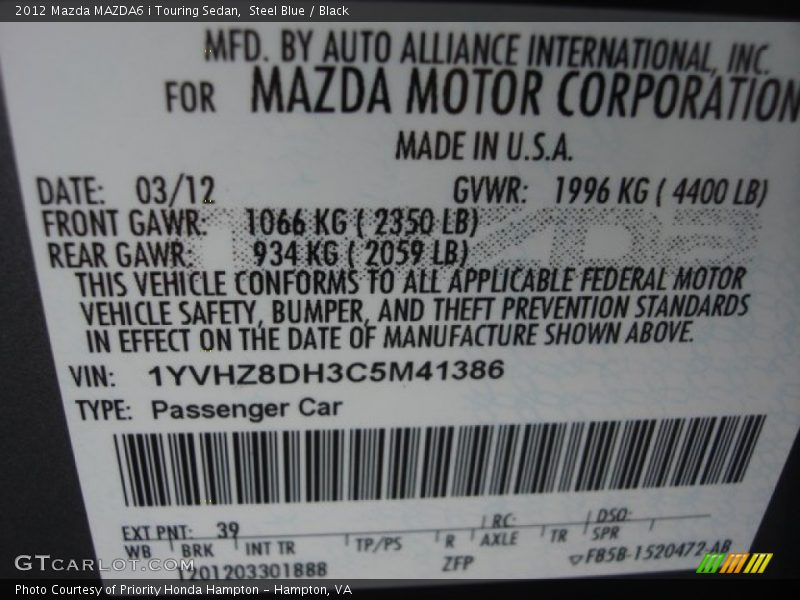 2012 Mazda MAZDA6 i Touring Sedan, Steel Blue / Black
MFD. BY AUTO ALLIANCE INTERNATIONAL, INC.
FOR MAZDA MOTOR CORPORATION
MADE IN U.S.A.
DATE: 03/12 GVWR: 1996 KG ( 4400 LB)
FRONT GAWR: 1066 KG ( 2350 LB)
REAR GAWR: 934 KG ( 2059 LB)
THIS VEHICLE CONFORMS TO ALL APPLICABLE FEDERAL MOTOR
VEHICLE SAFETY, BUMPER, AND THEFT PREVENTION STANDARDS
IN EFFECT ON THE DATE OF MANUFACTURE SHOWN ABOVE.
VIN: 1YVHZ8DH3C5M41386
TYPE: Passenger Car
EXT PNT: 39 RC: DSO:
WB BRK INT TR TP/PS R AXLE TR SPR
1201203301888 ZFP ▽F85B-1520472-AB
GTCARLOT.COM
Photo Courtesy of Priority Honda Hampton - Hampton, VA